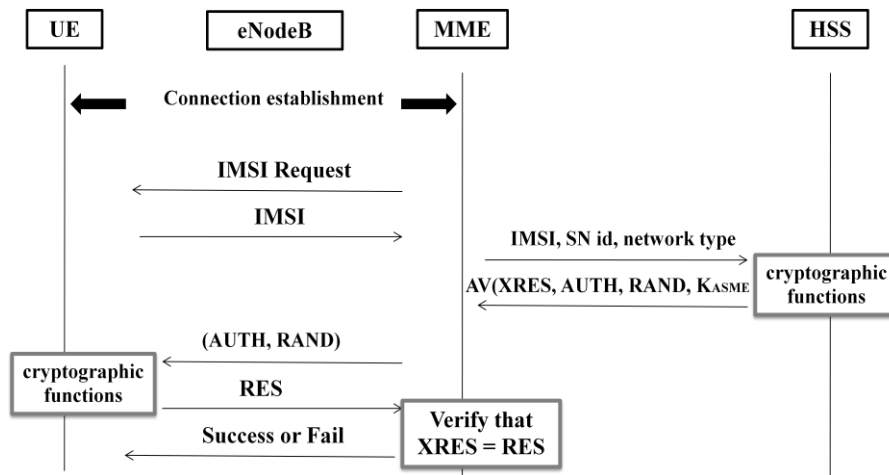 UE
eNodeB
MME
HSS
Connection establishment
IMSI Request
IMSI
IMSI, SN id, network type
cryptographic
functions
AV(XRES, AUTH, RAND, KASME
(AUTH, RAND)
cryptographic
functions
RES
Verify that
XRES = RES
Success or Fail